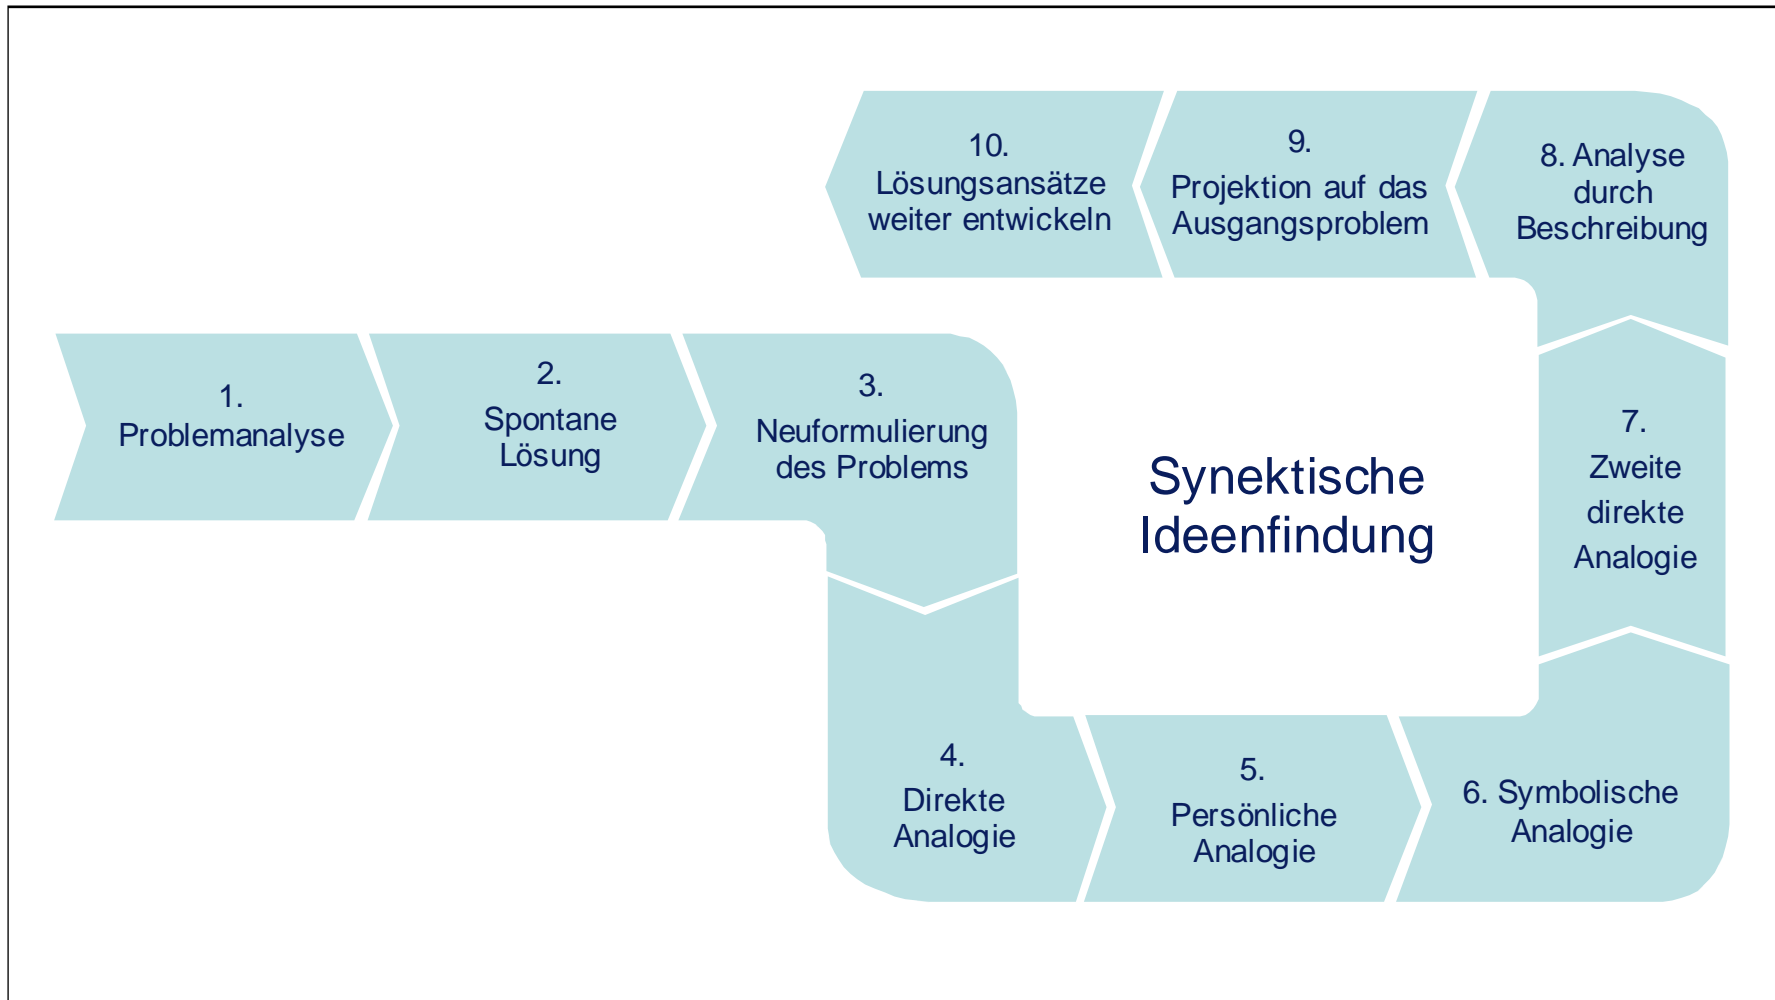 1.
Problemanalyse
2.
Spontane
Lösung
3.
Neuformulierung
des Problems
4.
Direkte
Analogie
5.
Persönliche
Analogie
6. Symbolische
Analogie
7.
Zweite
direkte
Analogie
8. Analyse
durch
Beschreibung
9.
Projektion auf das
Ausgangsproblem
10.
Lösungsansätze
weiter entwickeln
Synektische
Ideenfindung